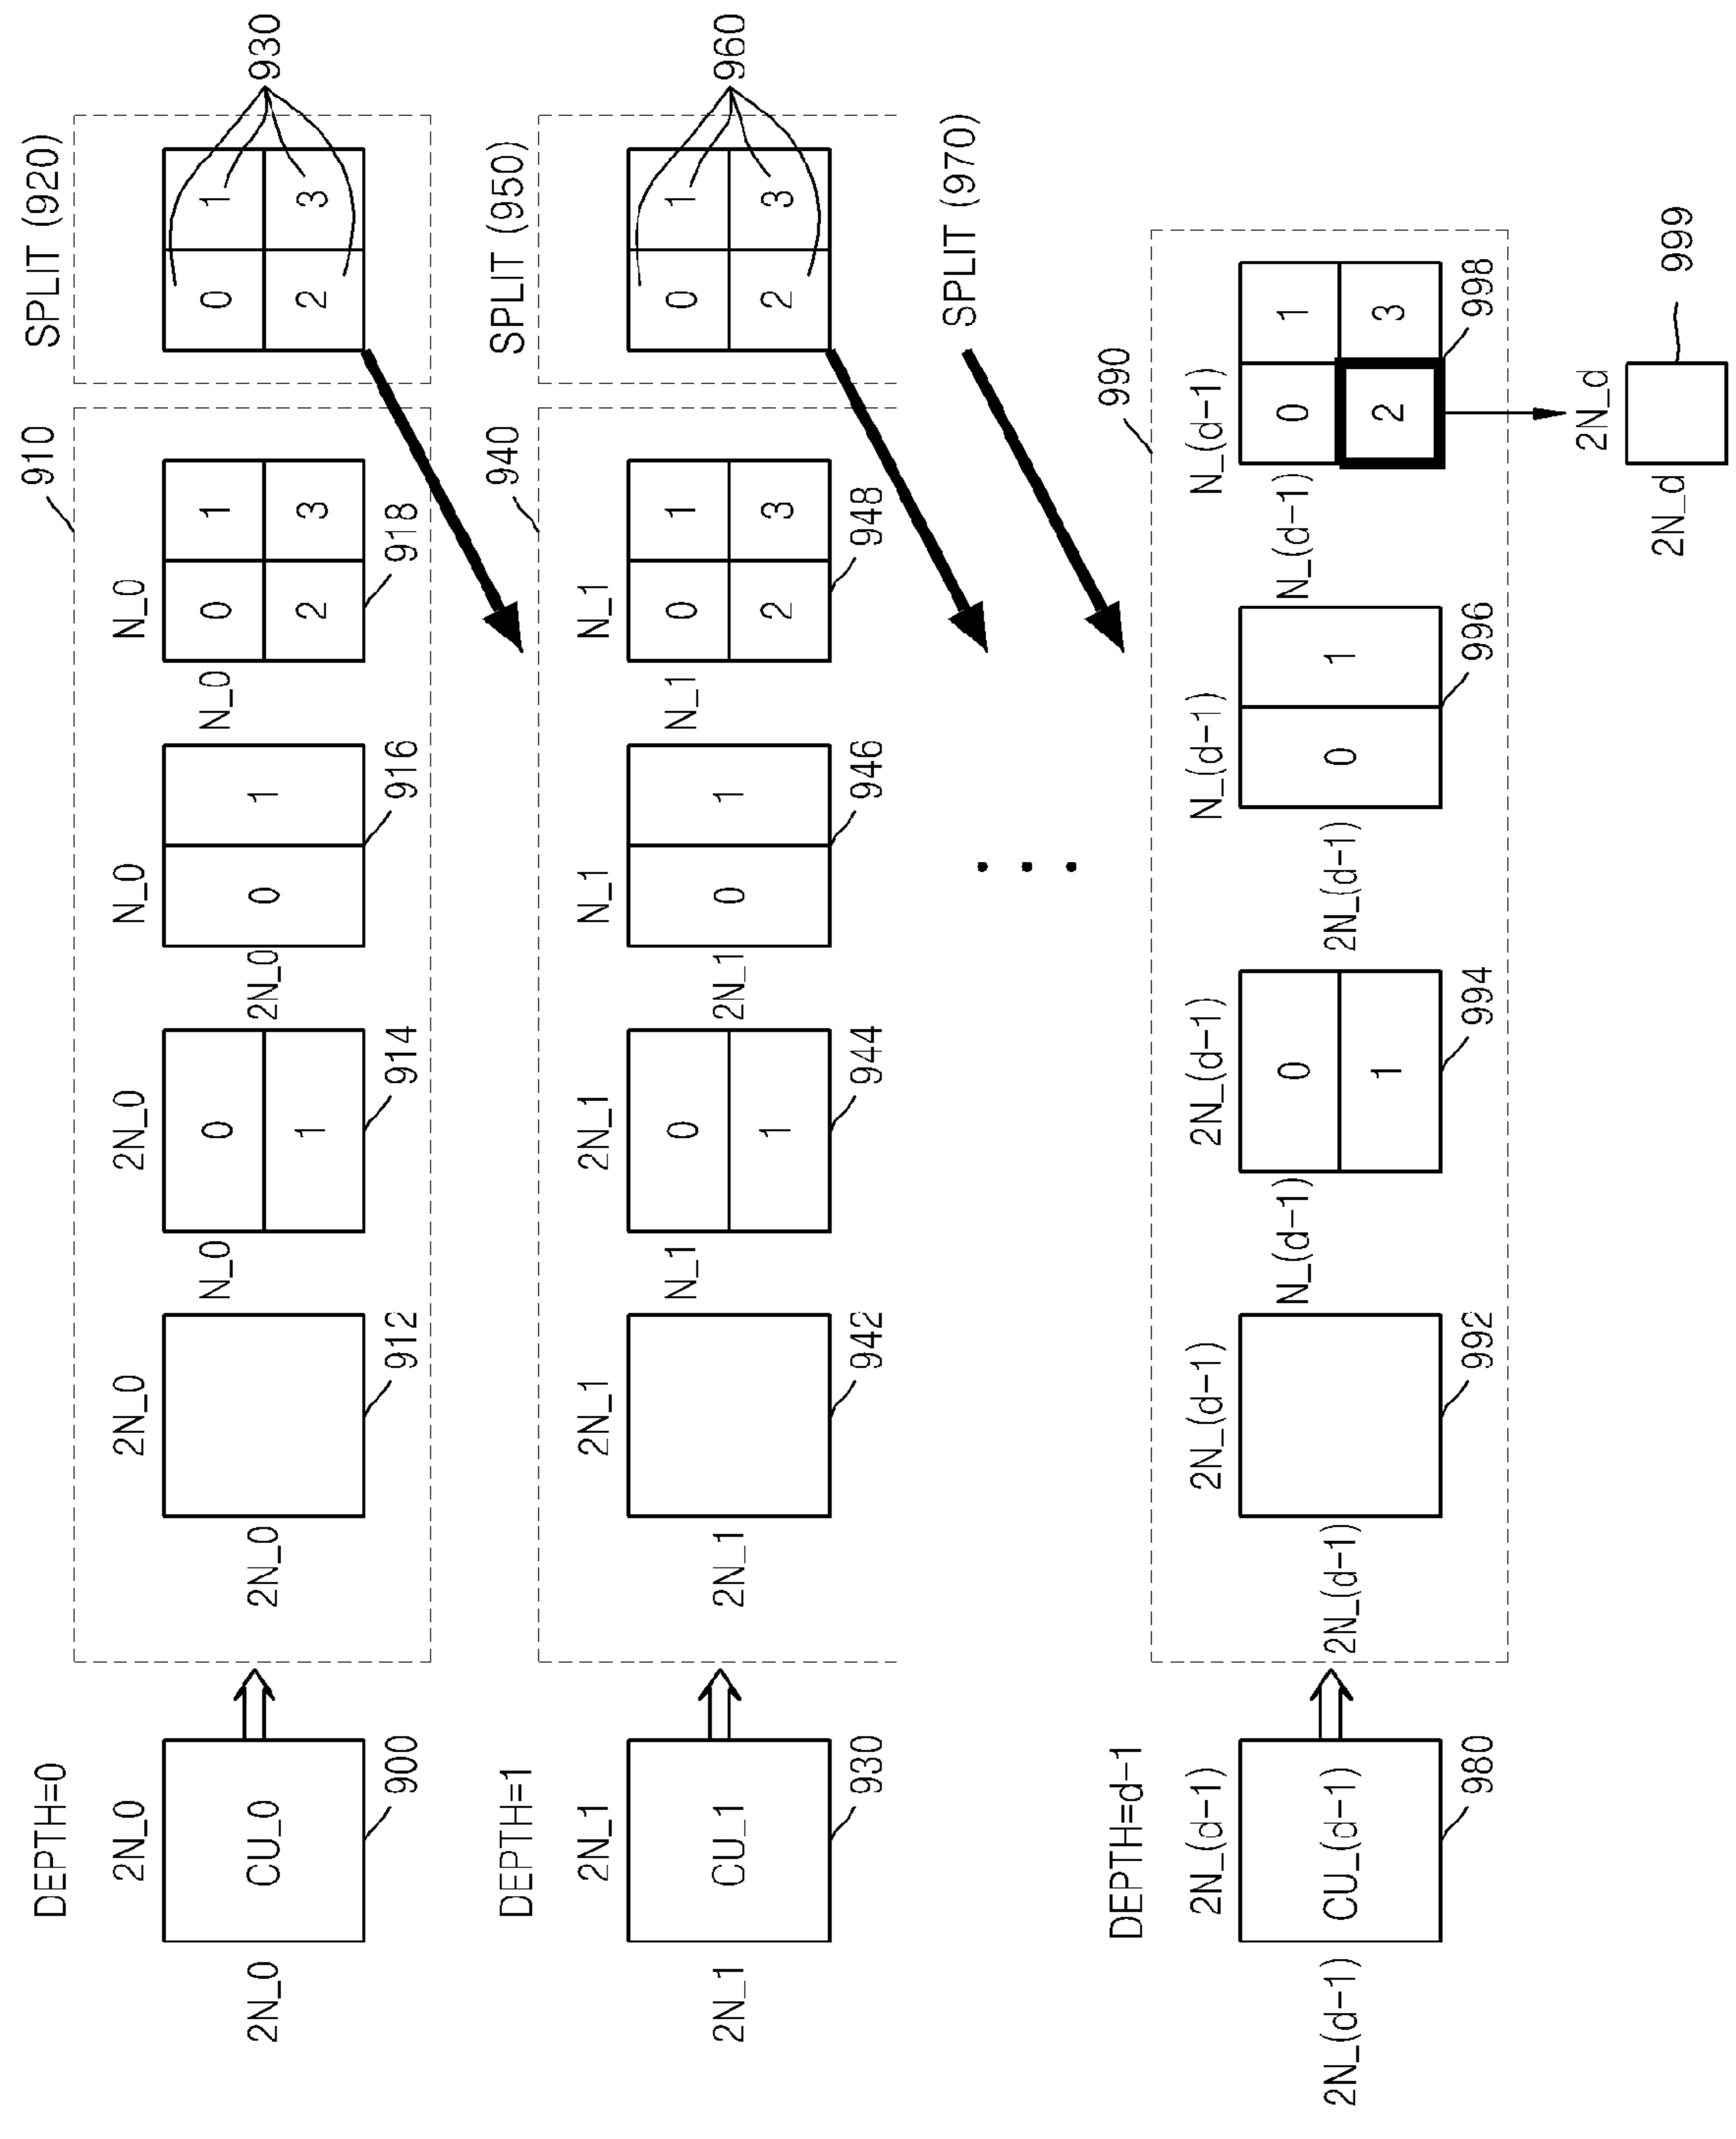 DEPTH=0
2N_0
2N_0
CU_0
900
910
2N_0
2N_0
912
2N_0
N_0
0
1
914
N_0
2N_0
0
1
916
N_0
N_0
0
1
2
3
918
SPLIT (920)
0
1
2
3
930
DEPTH=1
2N_1
2N_1
CU_1
930
940
2N_1
2N_1
942
2N_1
N_1
0
1
944
N_1
2N_1
0
1
946
N_1
N_1
0
1
2
3
948
SPLIT (950)
0
1
2
3
960
SPLIT (970)
DEPTH=d-1
2N_(d-1)
2N_(d-1)
CU_(d-1)
980
990
2N_(d-1)
2N_(d-1)
992
2N_(d-1)
N_(d-1)
0
1
994
N_(d-1)
2N_(d-1)
0
1
996
N_(d-1)
N_(d-1)
0
1
2
3
998
2N_d
2N_d
999